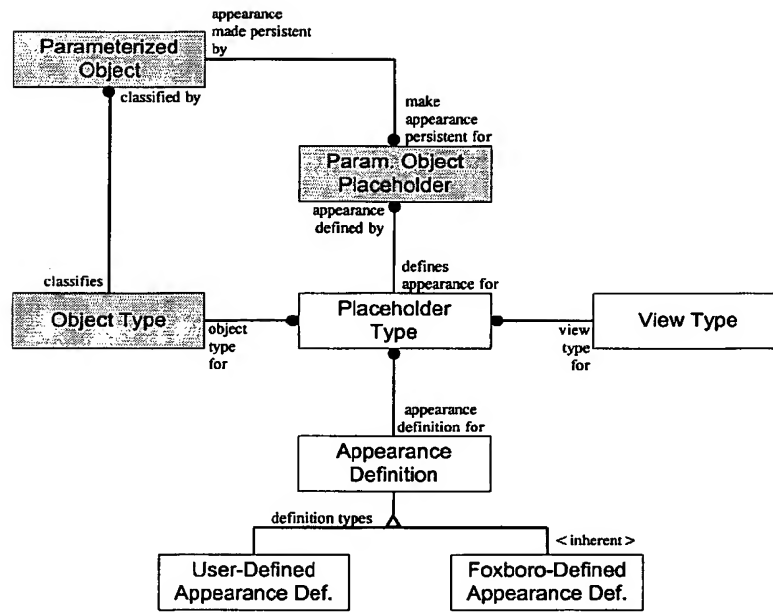 appearance
made persistent
by
Parameterized
Object
classified by
make
appearance
persistent for
Param. Object
Placeholder
appearance
defined by
classifies
defines
appearance for
Object Type
object
type
for
Placeholder
Type
view
type
for
View Type
appearance
definition for
Appearance
Definition
definition types
< inherent >
User-Defined
Appearance Def.
Foxboro-Defined
Appearance Def.